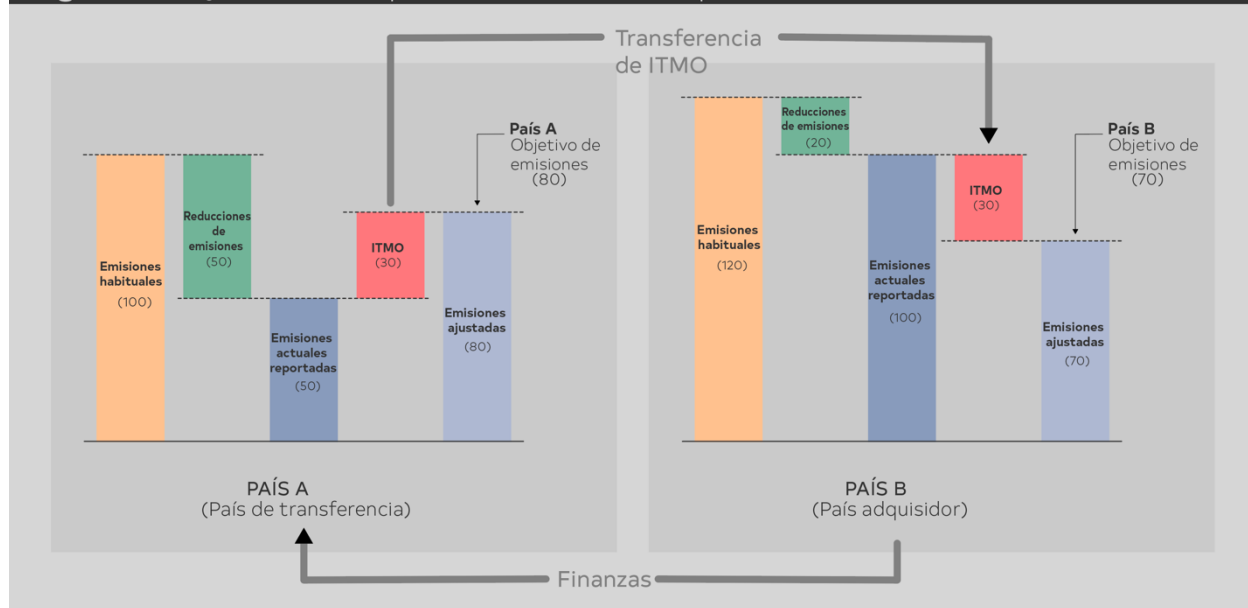 Transferencia
de ITMO
País A
Objetivo de
emisiones
(80)
Reducciones
de
emisiones
(50)
Emisiones
habituales
(100)
ITMO
(30)
Emisiones
actuales
reportadas
(50)
Emisiones
ajustadas
(80)
PAÍS A
(País de transferencia)
Reducciones
de emisiones
(20)
País B
Objetivo de
emisiones
(70)
ITMO
(30)
Emisiones
habituales
(120)
Emisiones
actuales
reportadas
(100)
Emisiones
ajustadas
(70)
PAÍS B
(País adquisidor)
Finanzas